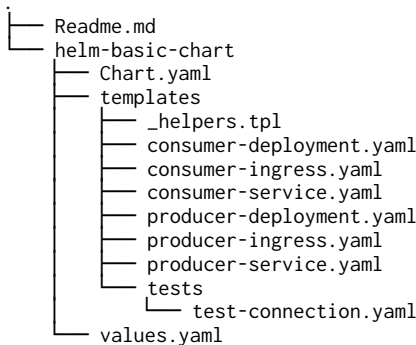 .
├── Readme.md
└── helm-basic-chart
    ├── Chart.yaml
    ├── templates
    │   ├── _helpers.tpl
    │   ├── consumer-deployment.yaml
    │   ├── consumer-ingress.yaml
    │   ├── consumer-service.yaml
    │   ├── producer-deployment.yaml
    │   ├── producer-ingress.yaml
    │   ├── producer-service.yaml
    │   └── tests
    │       └── test-connection.yaml
    └── values.yaml